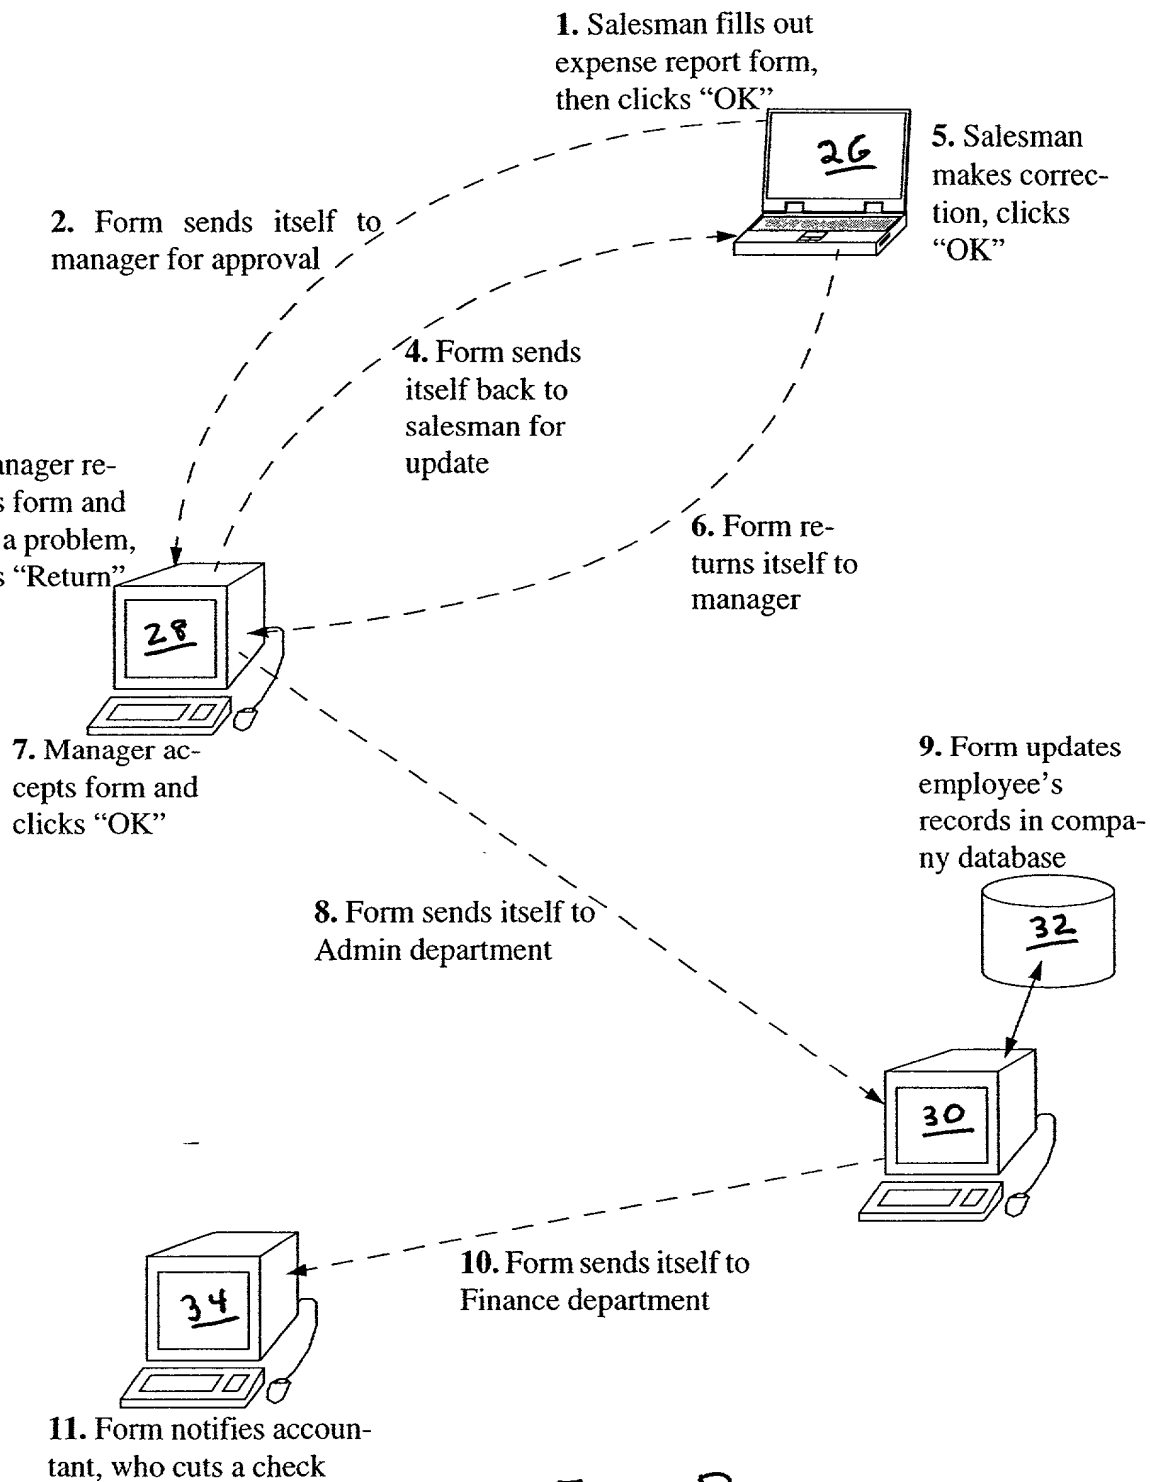 1. Salesman fills out
expense report form,
then clicks “OK”
26
5. Salesman
makes correc-
tion, clicks
“OK”
2. Form sends itself to
manager for approval
4. Form sends
itself back to
salesman for
update
anager re-
s form and
a problem,
s “Return”
6. Form re-
turns itself to
manager
28
7. Manager ac-
cepts form and
clicks “OK”
9. Form updates
employee’s
records in compa-
ny database
32
8. Form sends itself to
Admin department
30
10. Form sends itself to
Finance department
34
11. Form notifies accoun-
tant, who cuts a check